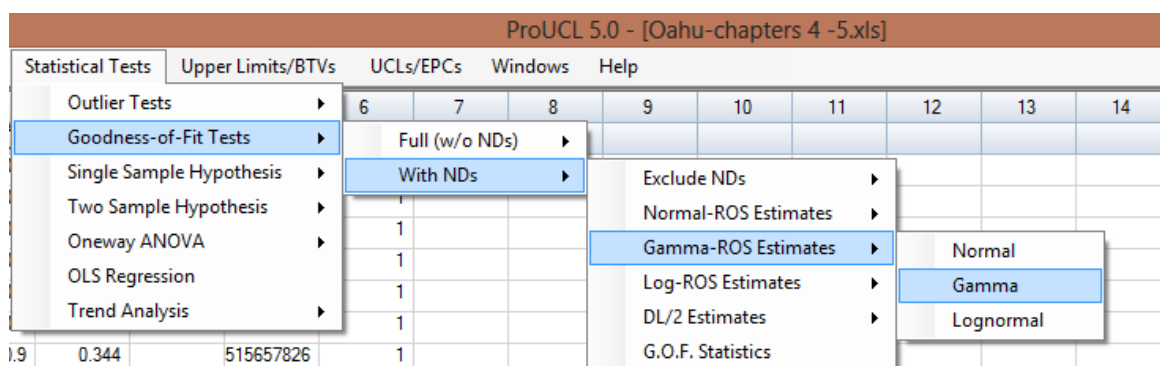 ProUCL 5.0 - [Oahu-chapters 4 -5.xls]
Statistical Tests Upper Limits/BTVs UCLs/EPCs Windows Help
Outlier Tests 6 7 8 9 10 11 12 13 14
Goodness-of-Fit Tests Full (w/o NDs)
Single Sample Hypothesis With NDs Exclude NDs
Two Sample Hypothesis 1 Normal-ROS Estimates
Oneway ANOVA 1 Gamma-ROS Estimates Normal
OLS Regression 1 Log-ROS Estimates Gamma
Trend Analysis 1 DL/2 Estimates Lognormal
0.344 515657826 1 G.O.F. Statistics